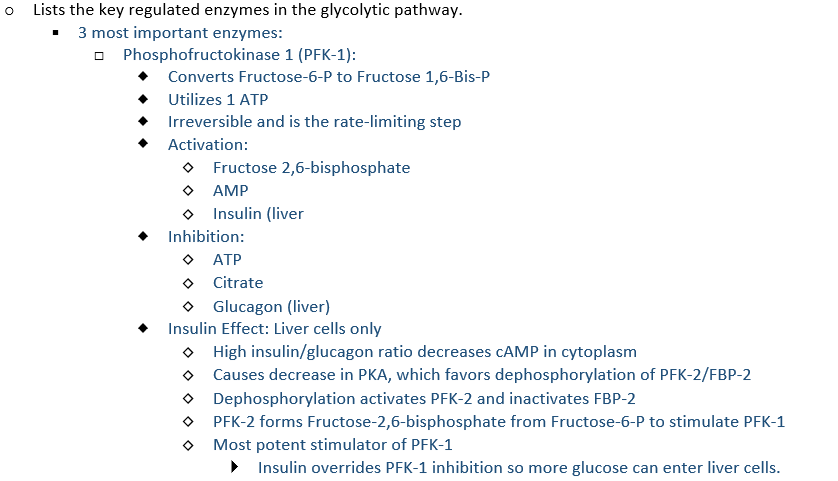 Lists the key regulated enzymes in the glycolytic pathway.
3 most important enzymes:
Phosphofructokinase 1 (PFK-1):
Converts Fructose-6-P to Fructose 1,6-Bis-P
Utilizes 1 ATP
Irreversible and is the rate-limiting step
Activation:
Fructose 2,6-bisphosphate
AMP
Insulin (liver
Inhibition:
ATP
Citrate
Glucagon (liver)
Insulin Effect: Liver cells only
High insulin/glucagon ratio decreases cAMP in cytoplasm
Causes decrease in PKA, which favors dephosphorylation of PFK-2/FBP-2
Dephosphorylation activates PFK-2 and inactivates FBP-2
PFK-2 forms Fructose-2,6-bisphosphate from Fructose-6-P to stimulate PFK-1
Most potent stimulator of PFK-1
Insulin overrides PFK-1 inhibition so more glucose can enter liver cells.